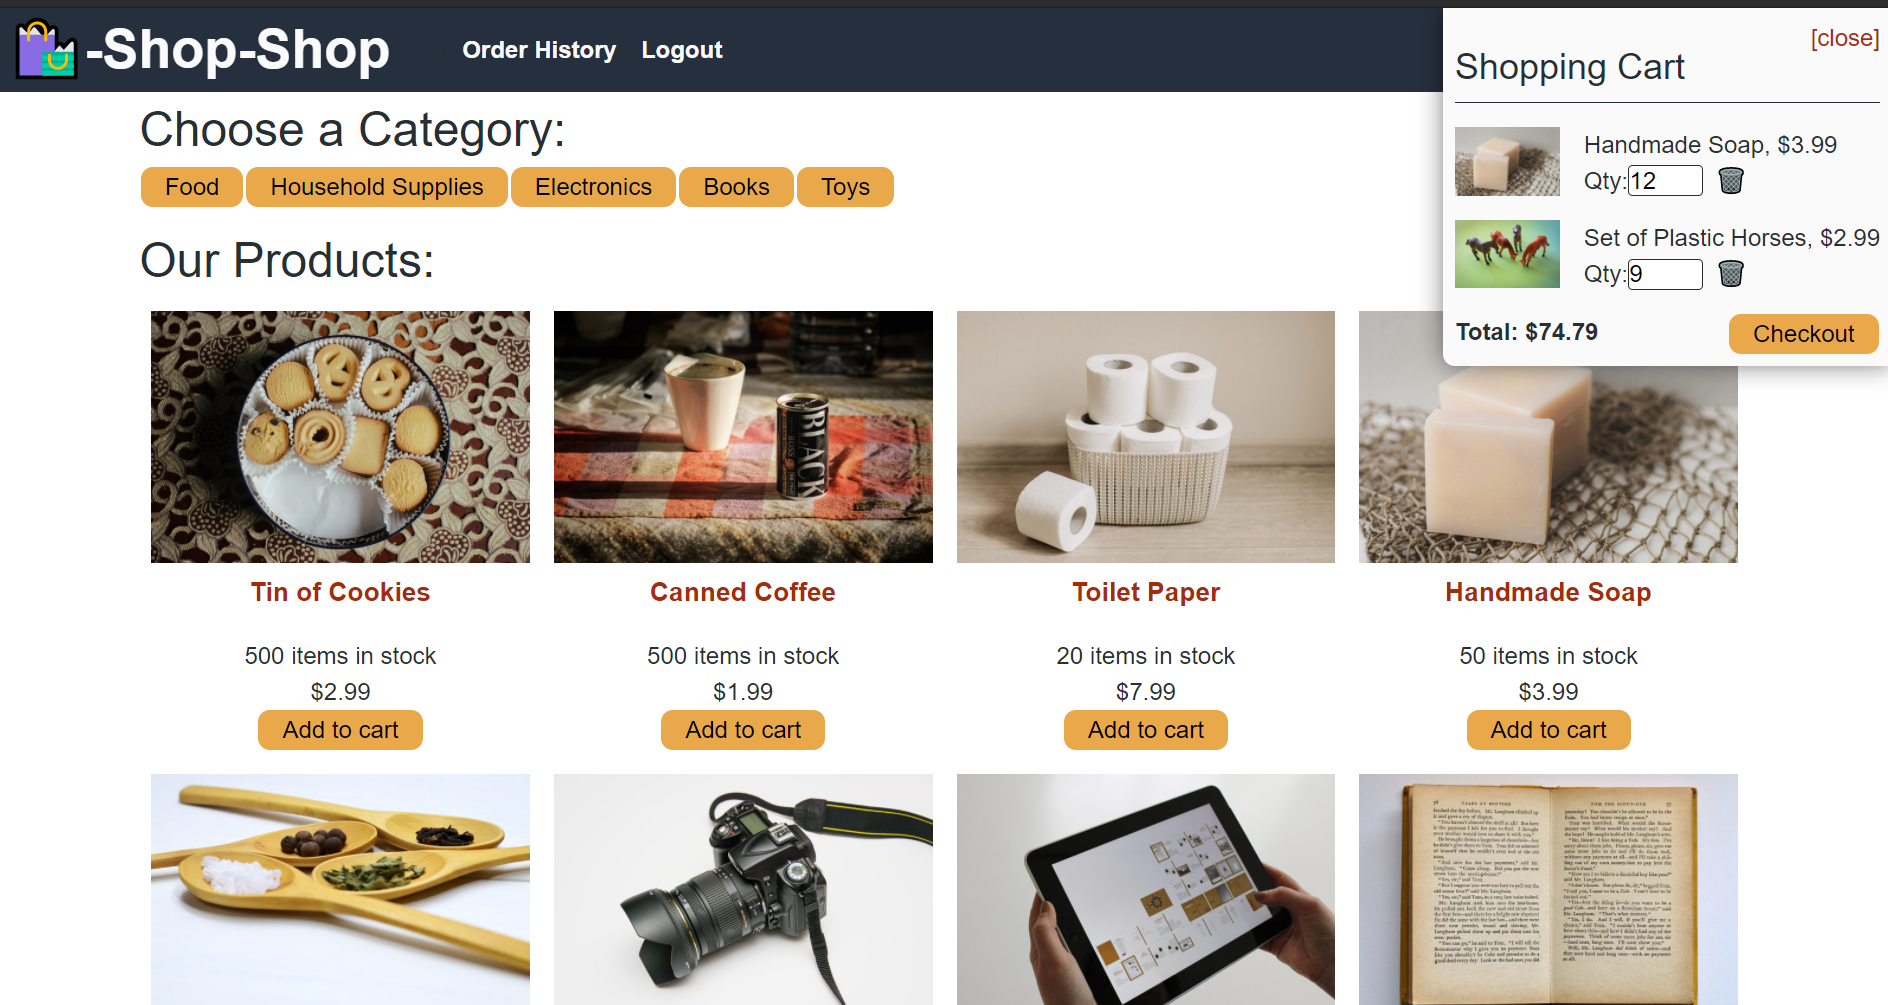 -Shop-Shop
Order History
Logout
[close]
Shopping Cart
Handmade Soap, $3.99
Qty:12
Set of Plastic Horses, $2.99
Qty:9
Total: $74.79
Checkout
Choose a Category:
Food
Household Supplies
Electronics
Books
Toys
Our Products:
BOSS
BLACK
Tin of Cookies
500 items in stock
$2.99
Add to cart
Canned Coffee
500 items in stock
$1.99
Add to cart
Toilet Paper
20 items in stock
$7.99
Add to cart
Handmade Soap
50 items in stock
$3.99
Add to cart